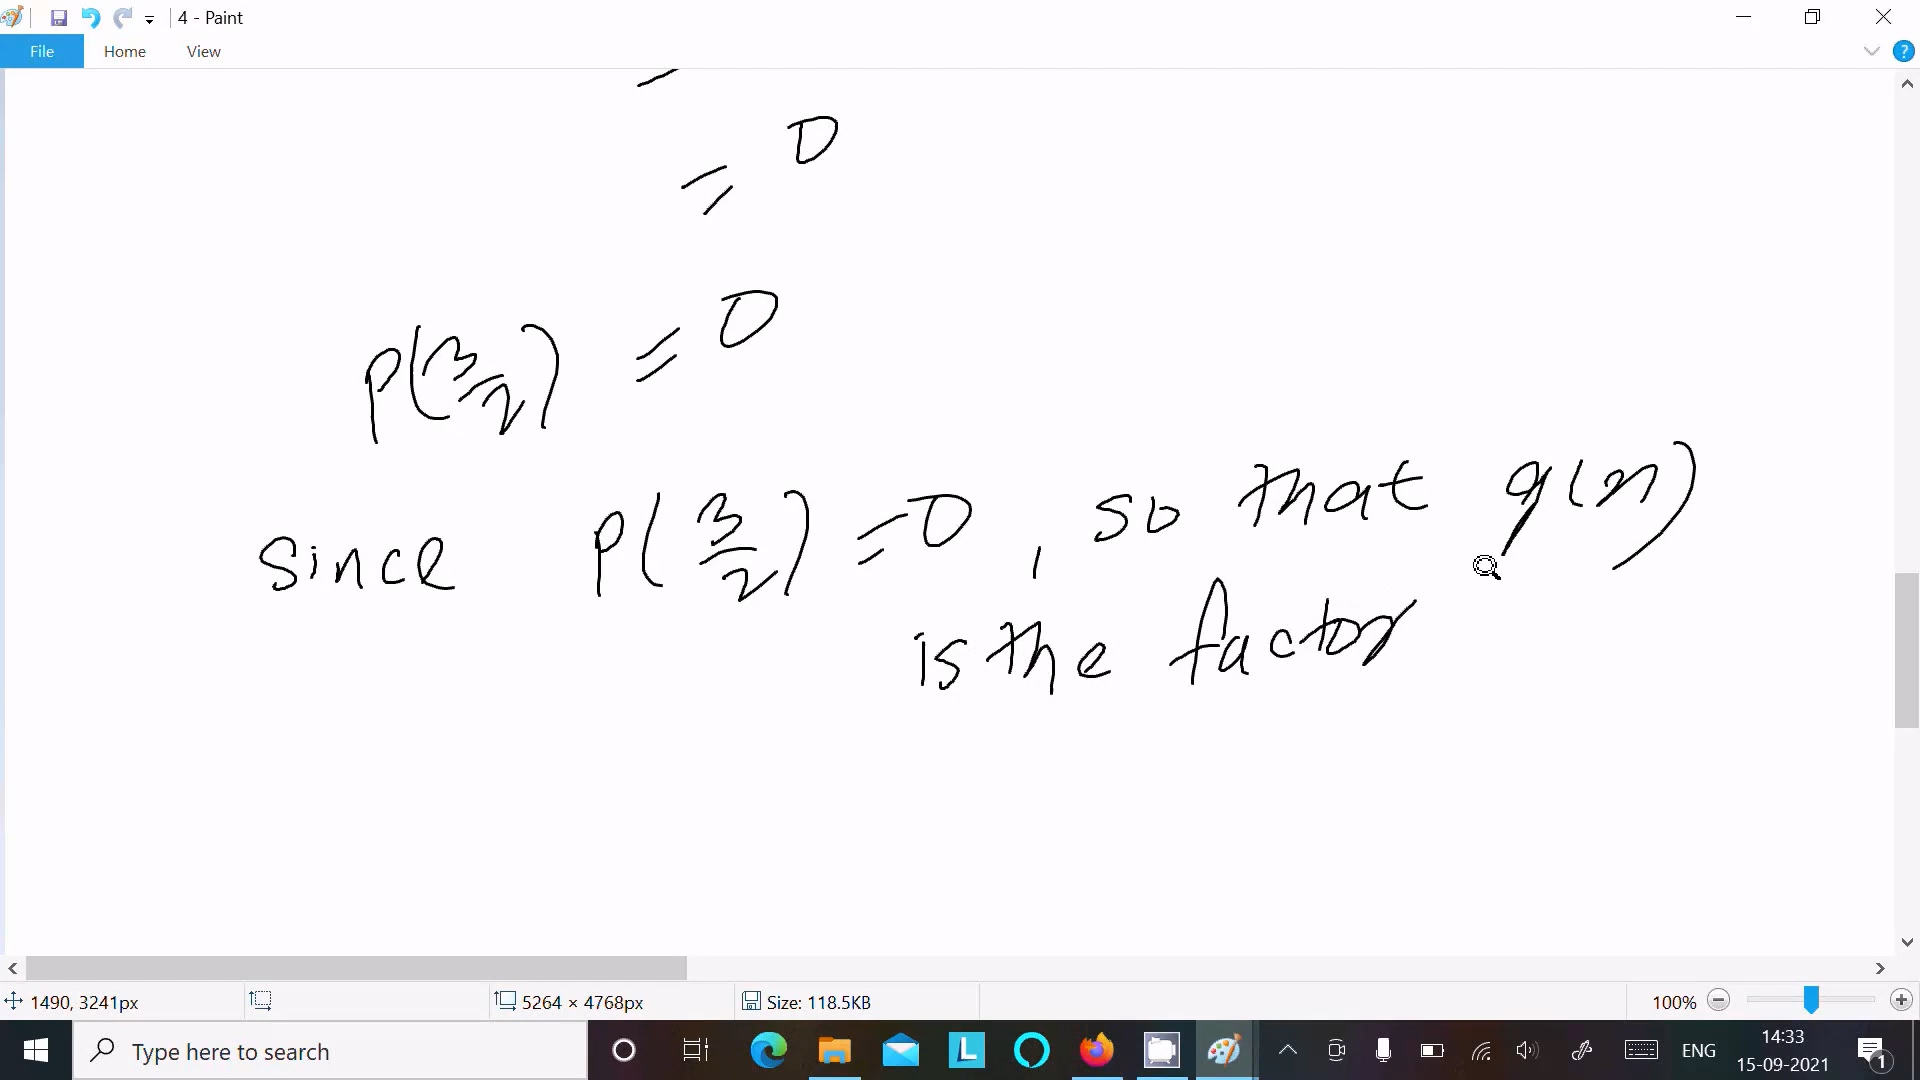 4 - Paint
File Home View
= 0
P(3/2) = 0
since P(3/2) = 0, so that g(x)
is the factor
1490, 3241px 5264 × 4768px Size: 118.5KB 100%
Type here to search
L
ENG
14:33
15-09-2021
1